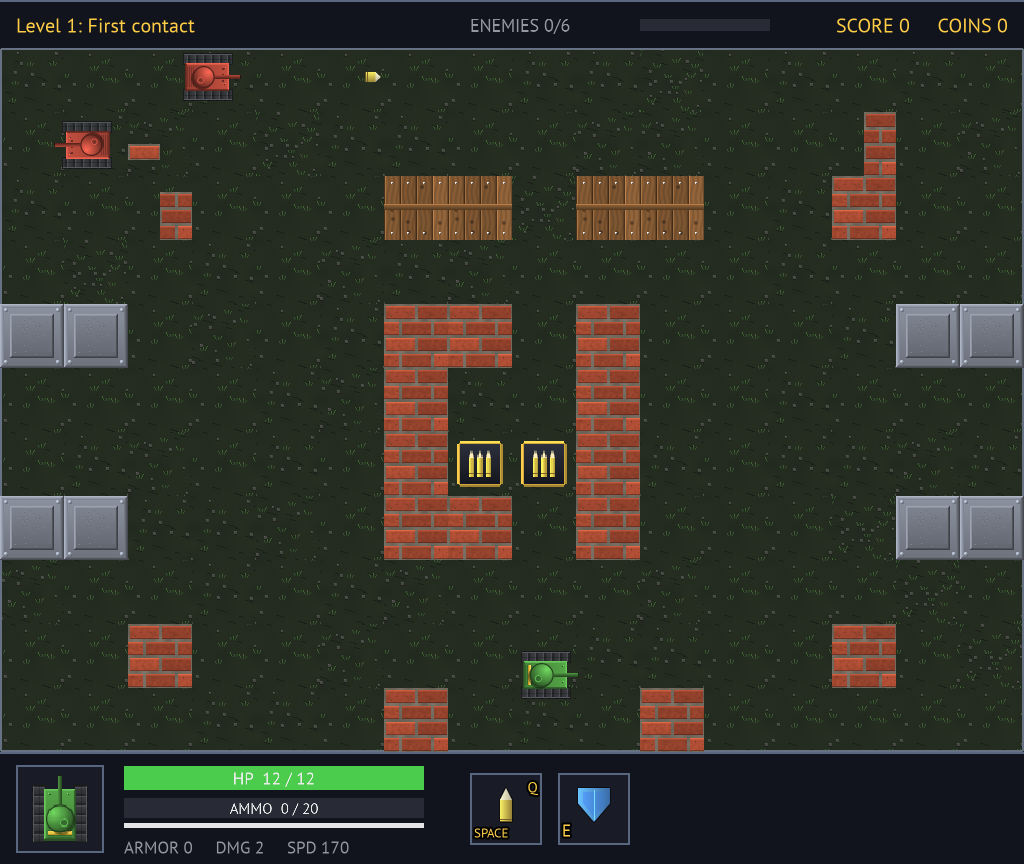 Level 1: First contact
ENEMIES 0/6
SCORE 0
COINS 0
HP 12 / 12
AMMO 0 / 20
ARMOR 0
DMG 2
SPD 170
Q
SPACE
E